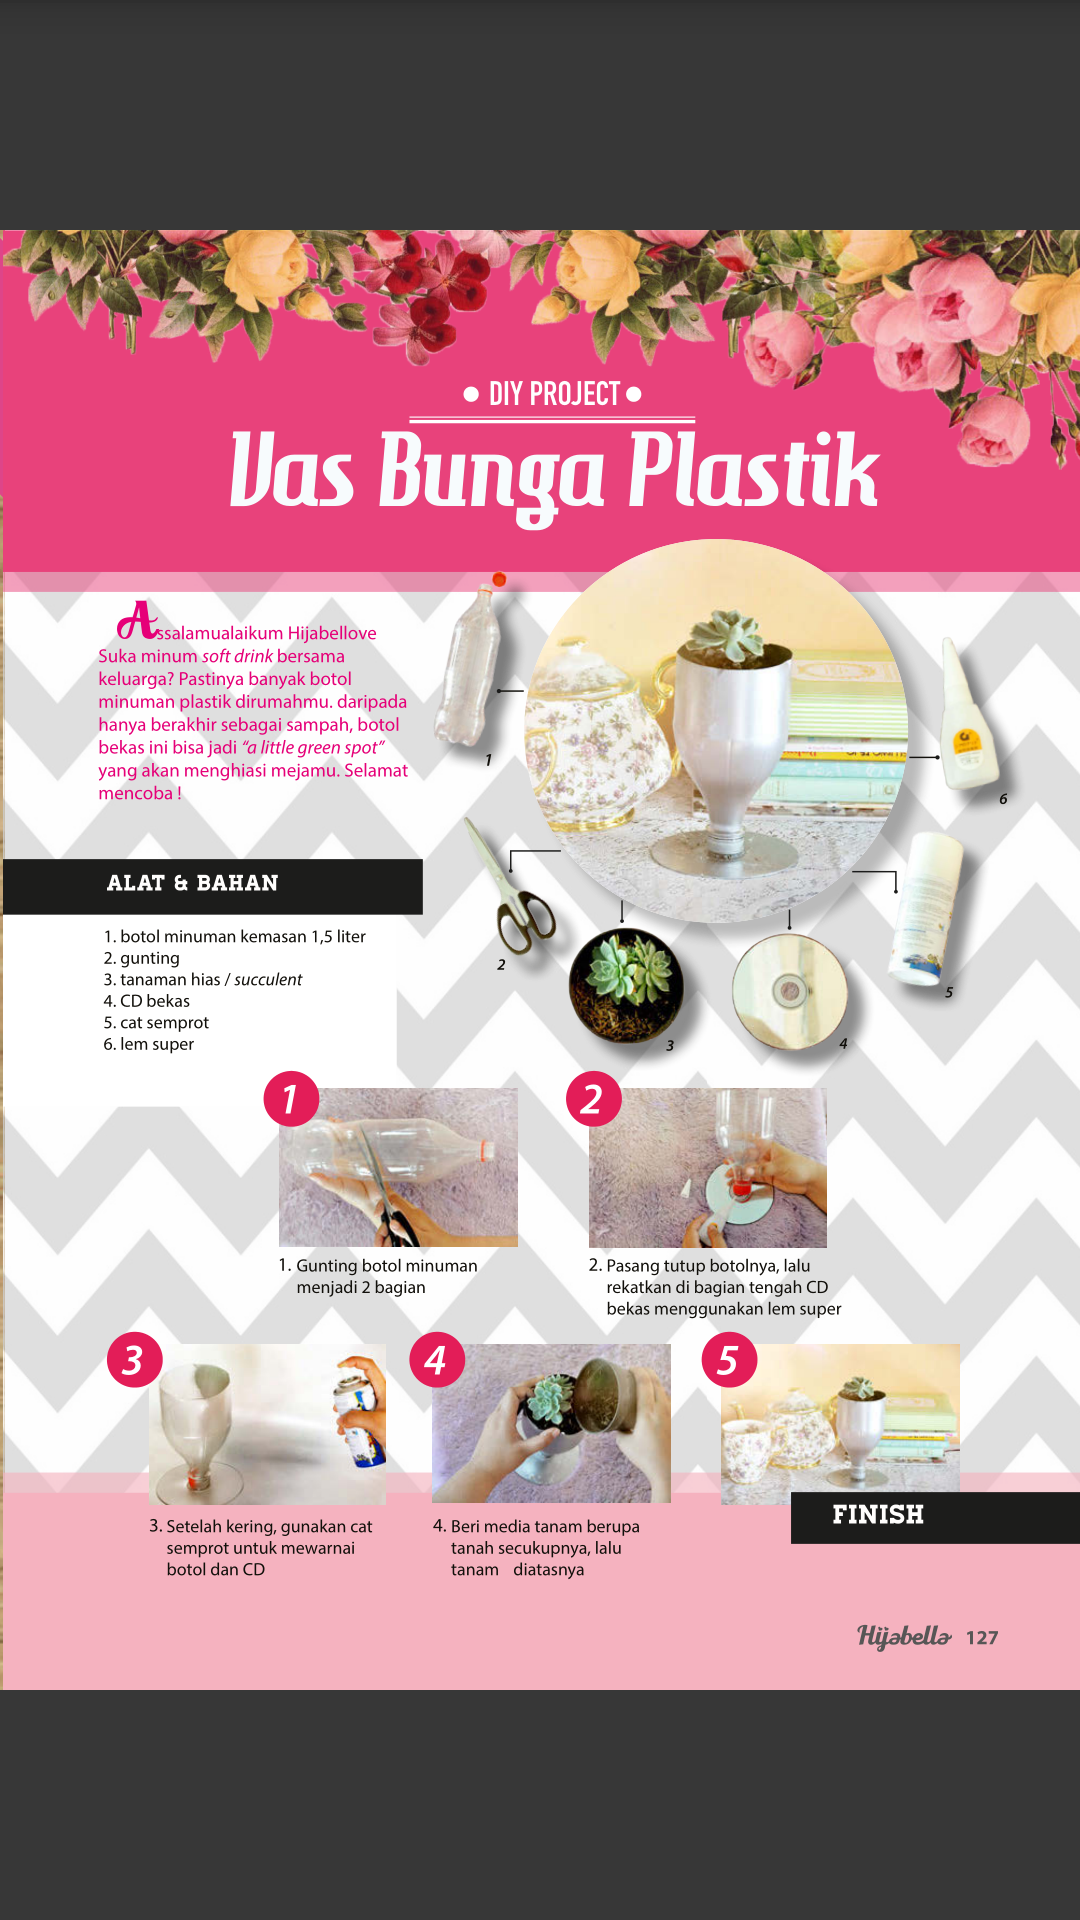 DIY PROJECT
Vas Bunga Plastik
Assalamualaikum Hijabellove
Suka minum soft drink bersama
keluarga? Pastinya banyak botol
minuman plastik dirumahmu. daripada
hanya berakhir sebagai sampah, botol
bekas ini bisa jadi “a little green spot”
yang akan menghiasi mejamu. Selamat
mencoba !
1
6
2
5
3
4
ALAT & BAHAN
1. botol minuman kemasan 1,5 liter
2. gunting
3. tanaman hias / succulent
4. CD bekas
5. cat semprot
6. lem super
1
1. Gunting botol minuman
menjadi 2 bagian
2
2. Pasang tutup botolnya, lalu
rekatkan di bagian tengah CD
bekas menggunakan lem super
3
3. Setelah kering, gunakan cat
semprot untuk mewarnai
botol dan CD
4
4. Beri media tanam berupa
tanah secukupnya, lalu
tanam diatasnya
5
FINISH
Hijabella 127